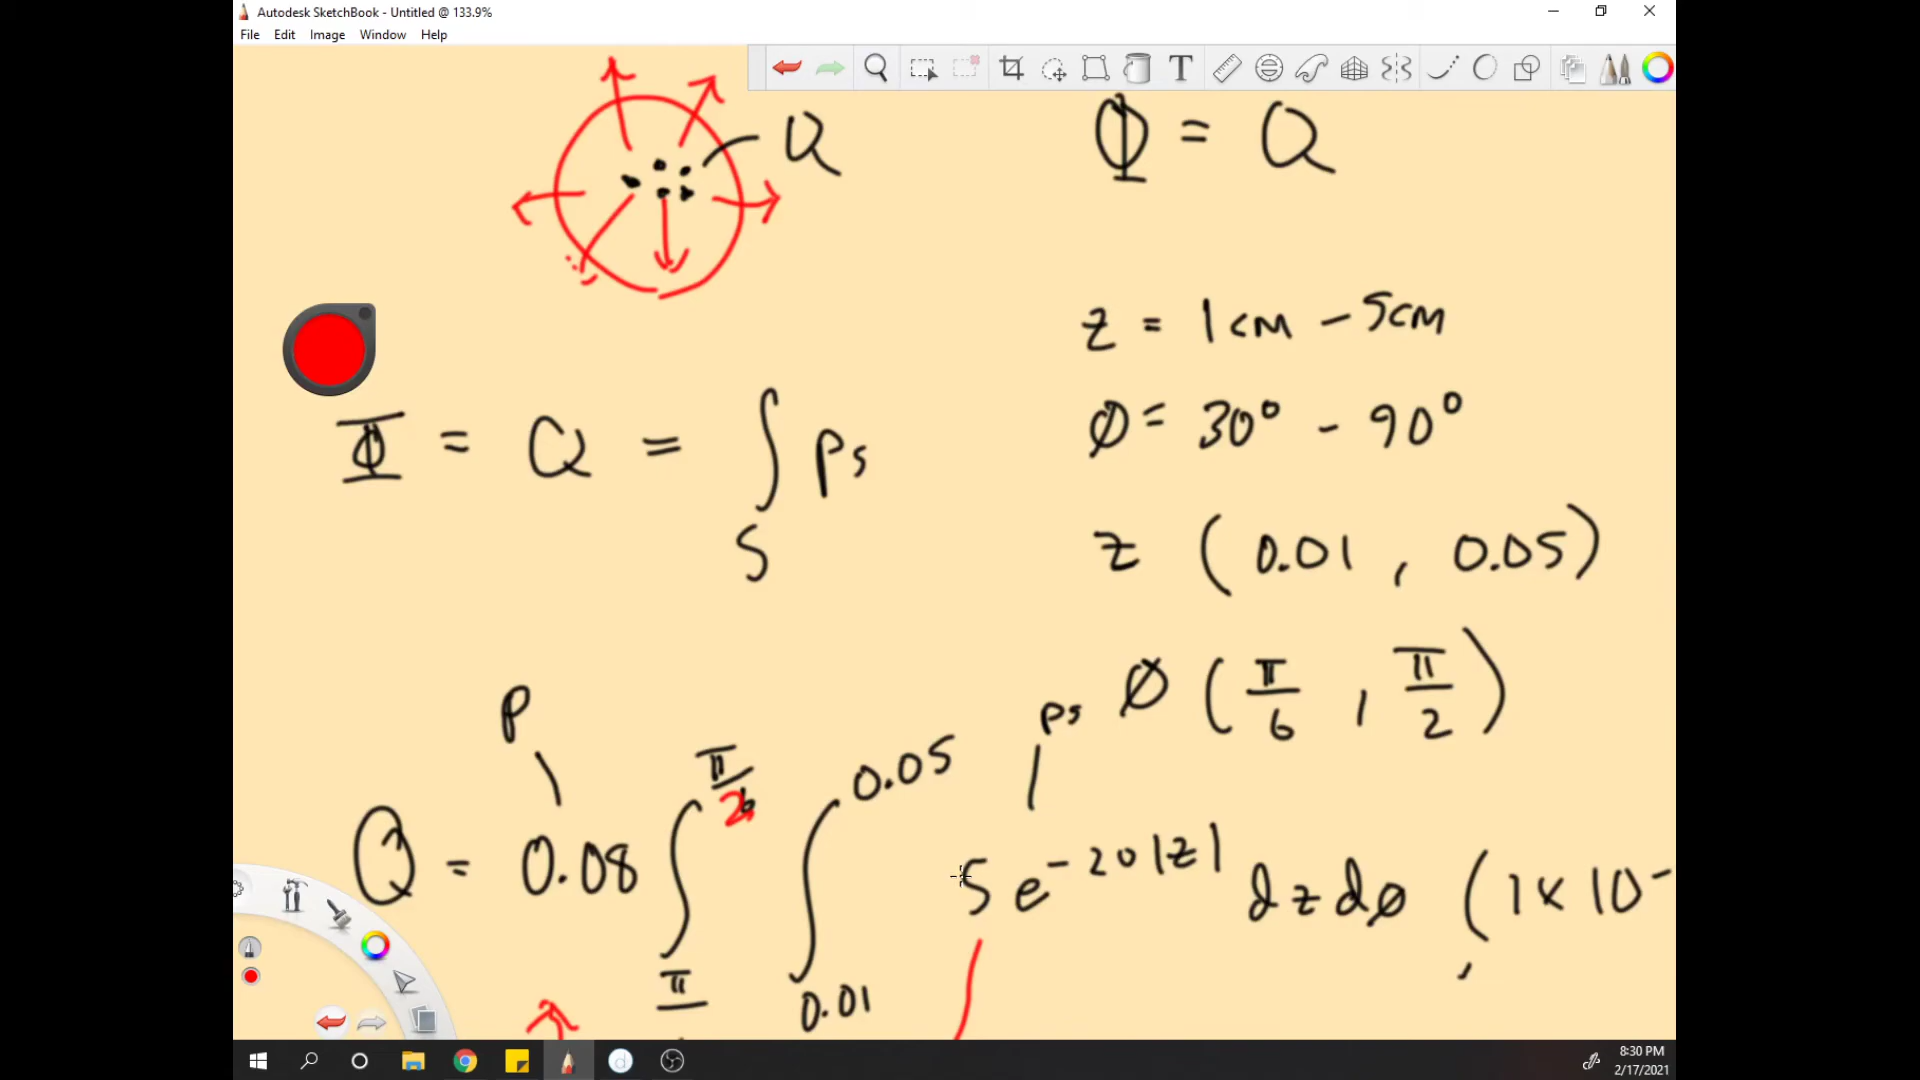 Autodesk SketchBook - Untitled @ 133.9%
File Edit Image Window Help
T
Q
Φ = Q
z = 1cm - 5cm
Φ = Q = ∫ ρs
S
ø = 30° - 90°
z ( 0.01 , 0.05 )
ø ( π/6 , π/2 )
ρ
ρs
π/2
0.05
Q = 0.08 ∫ ∫ 5 e^-20|z| dz dø ( 1 x 10^-
π
0.01
8:30 PM
2/17/2021